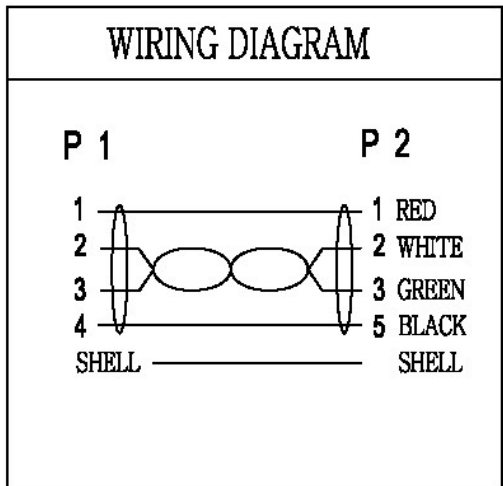 WIRING DIAGRAM
P 1 P 2
1 1 RED
2 2 WHITE
3 3 GREEN
4 5 BLACK
SHELL SHELL